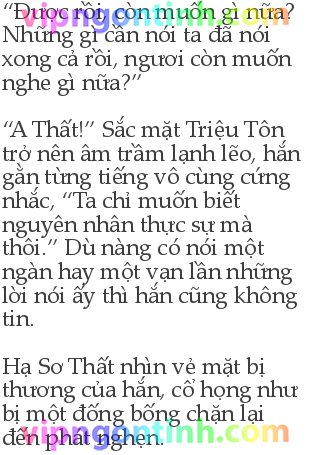 “Được rồi, còn muốn gì nữa?
vipngontinh.com
Những gì cần nói ta đã nói
xong cả rồi, ngươi còn muốn
nghe gì nữa?”
“A Thất!” Sắc mặt Triệu Tôn
trở nên âm trầm lạnh lẽo, hắn
gằn từng tiếng vô cùng cứng
nhắc, “Ta chỉ muốn biết
nguyên nhân thực sự mà
thôi.” Dù nàng có nói một
ngàn hay một vạn lần những
lời nói ấy thì hắn cũng không
tin.
Hạ Sơ Thất nhìn vẻ mặt bị
thương của hắn, cổ họng như
bị một đống bông chặn lại
đến phát nghẹn.
vipngontinh.com